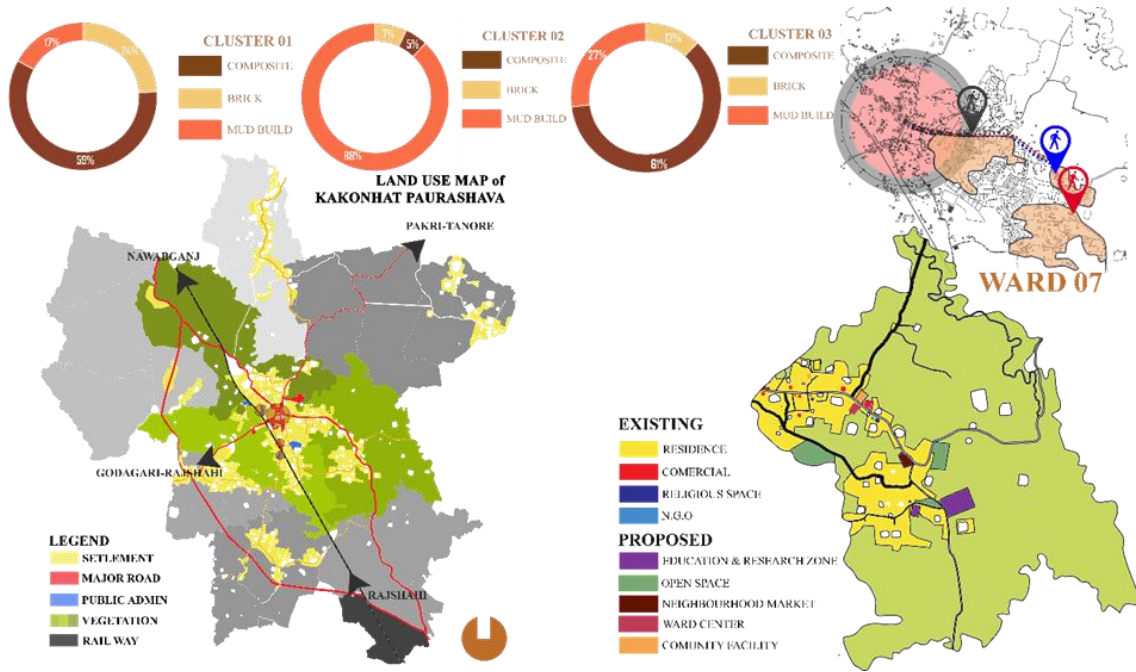 CLUSTER 01
COMPOSITE
BRICK
MUD BUILD
17%
24%
59%
CLUSTER 02
COMPOSITE
BRICK
MUD BUILD
7%
5%
88%
CLUSTER 03
COMPOSITE
BRICK
MUD BUILD
27%
12%
61%
LAND USE MAP of
KAKONHAT PAURASHAVA
PAKRI-TANORE
NAWABGANJ
GODAGARI-RAJSHAHI
RAJSHAHI
LEGEND
SETLEMENT
MAJOR ROAD
PUBLIC ADMIN
VEGETATION
RAIL WAY
WARD 07
EXISTING
RESIDENCE
COMERCIAL
RELIGIOUS SPACE
N.G.O
PROPOSED
EDUCATION & RESHARCH ZONE
OPEN SPACE
NEIGHBOURHOOD MARKET
WARD CENTER
COMUNITY FACILITY